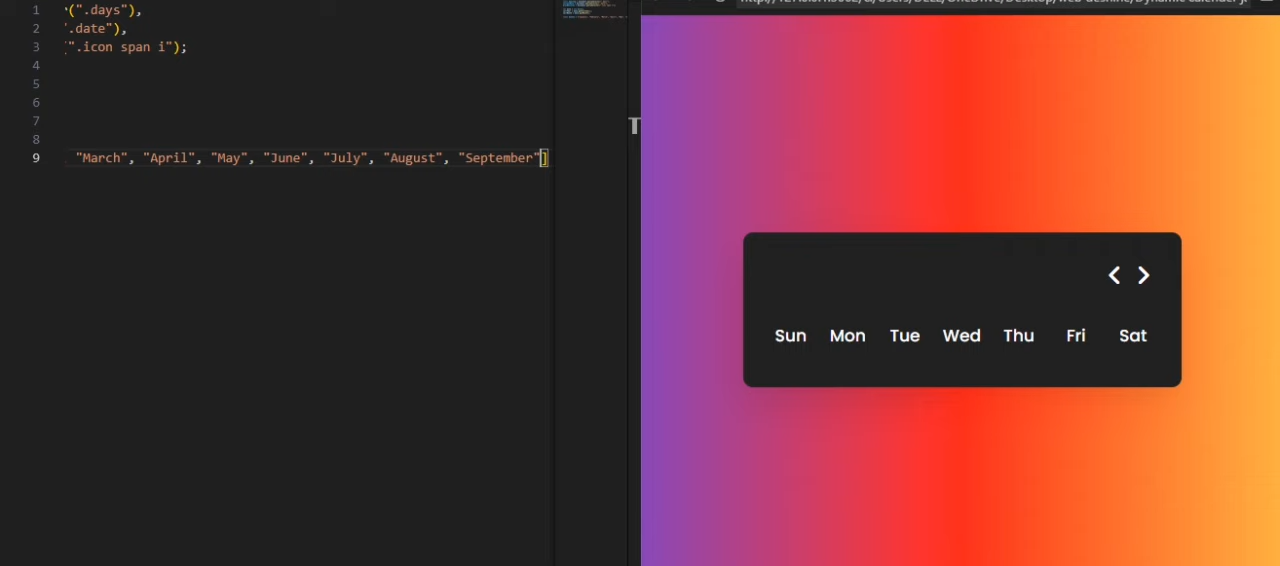 1 (".days"),
2 ".date"),
3 (".icon span i");
4
5
6
7
8
9 "March", "April", "May", "June", "July", "August", "September"]
T
Sun Mon Tue Wed Thu Fri Sat